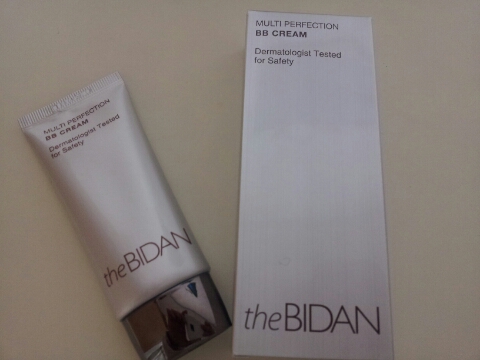 MULTI PERFECTION
BB CREAM
Dermatologist Tested
for Safety
theBIDAN
MULTI PERFECTION
BB CREAM
Dermatologist Tested
for Safety
theBIDAN